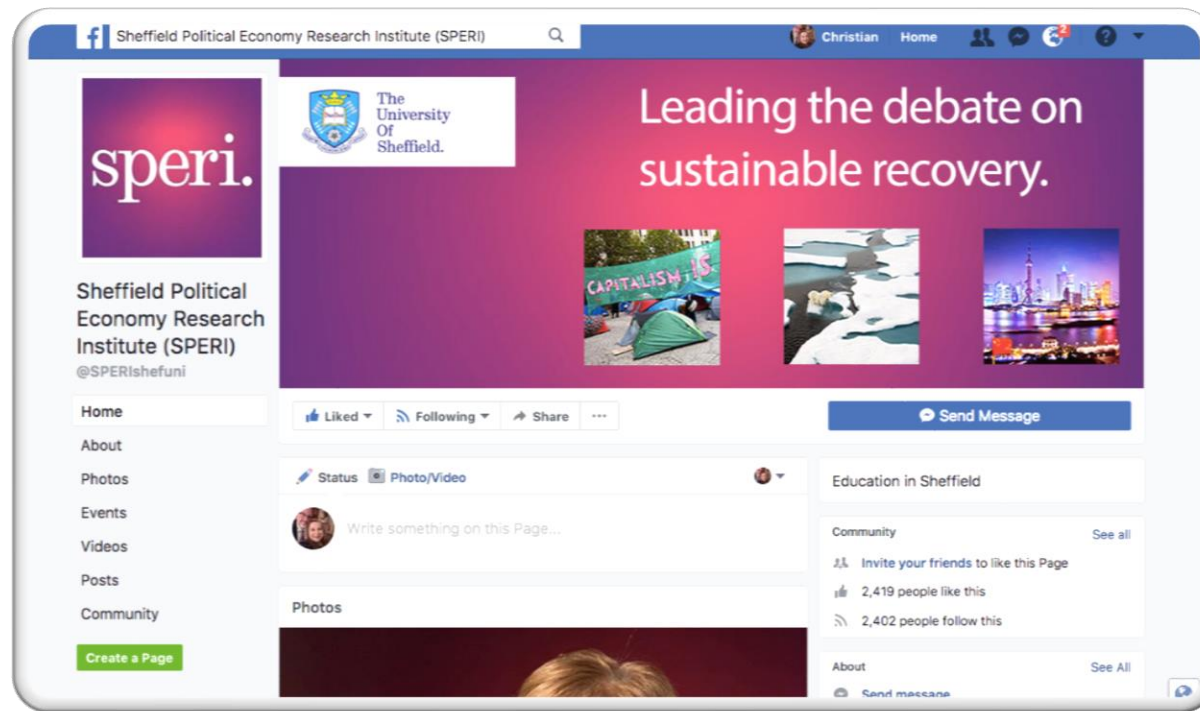 Sheffield Political Economy Research Institute (SPERI)
Christian Home 2
speri.
The
University
Of
Sheffield.
Leading the debate on
sustainable recovery.
CAPITALISM IS
Sheffield Political
Economy Research
Institute (SPERI)
@SPERIshefuni
Home
About
Photos
Events
Videos
Posts
Community
Create a Page
Liked Following Share
Send Message
Status Photo/Video
Write something on this Page...
Photos
Education in Sheffield
Community See all
Invite your friends to like this Page
2,419 people like this
2,402 people follow this
About See All
Send message